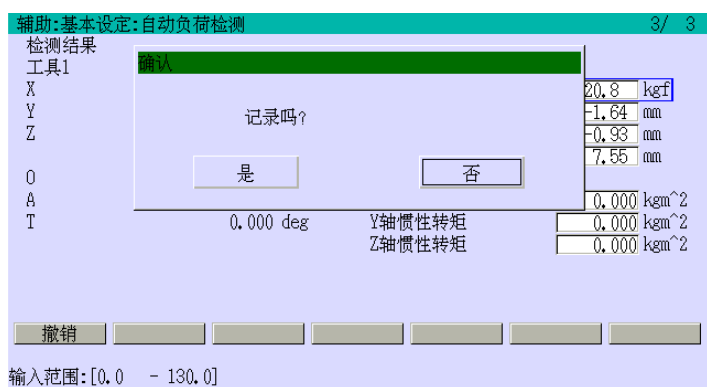 辅助:基本设定:自动负荷检测 3/ 3
检测结果
工具1
确认
X 20.8 kgf
Y 记录吗? -1.64 mm
Z -0.93 mm
7.55 mm
O 是 否
A 0.000 kgm^2
T 0.000 deg Y轴惯性转矩 0.000 kgm^2
Z轴惯性转矩 0.000 kgm^2
撤销
输入范围:[0.0 - 130.0]